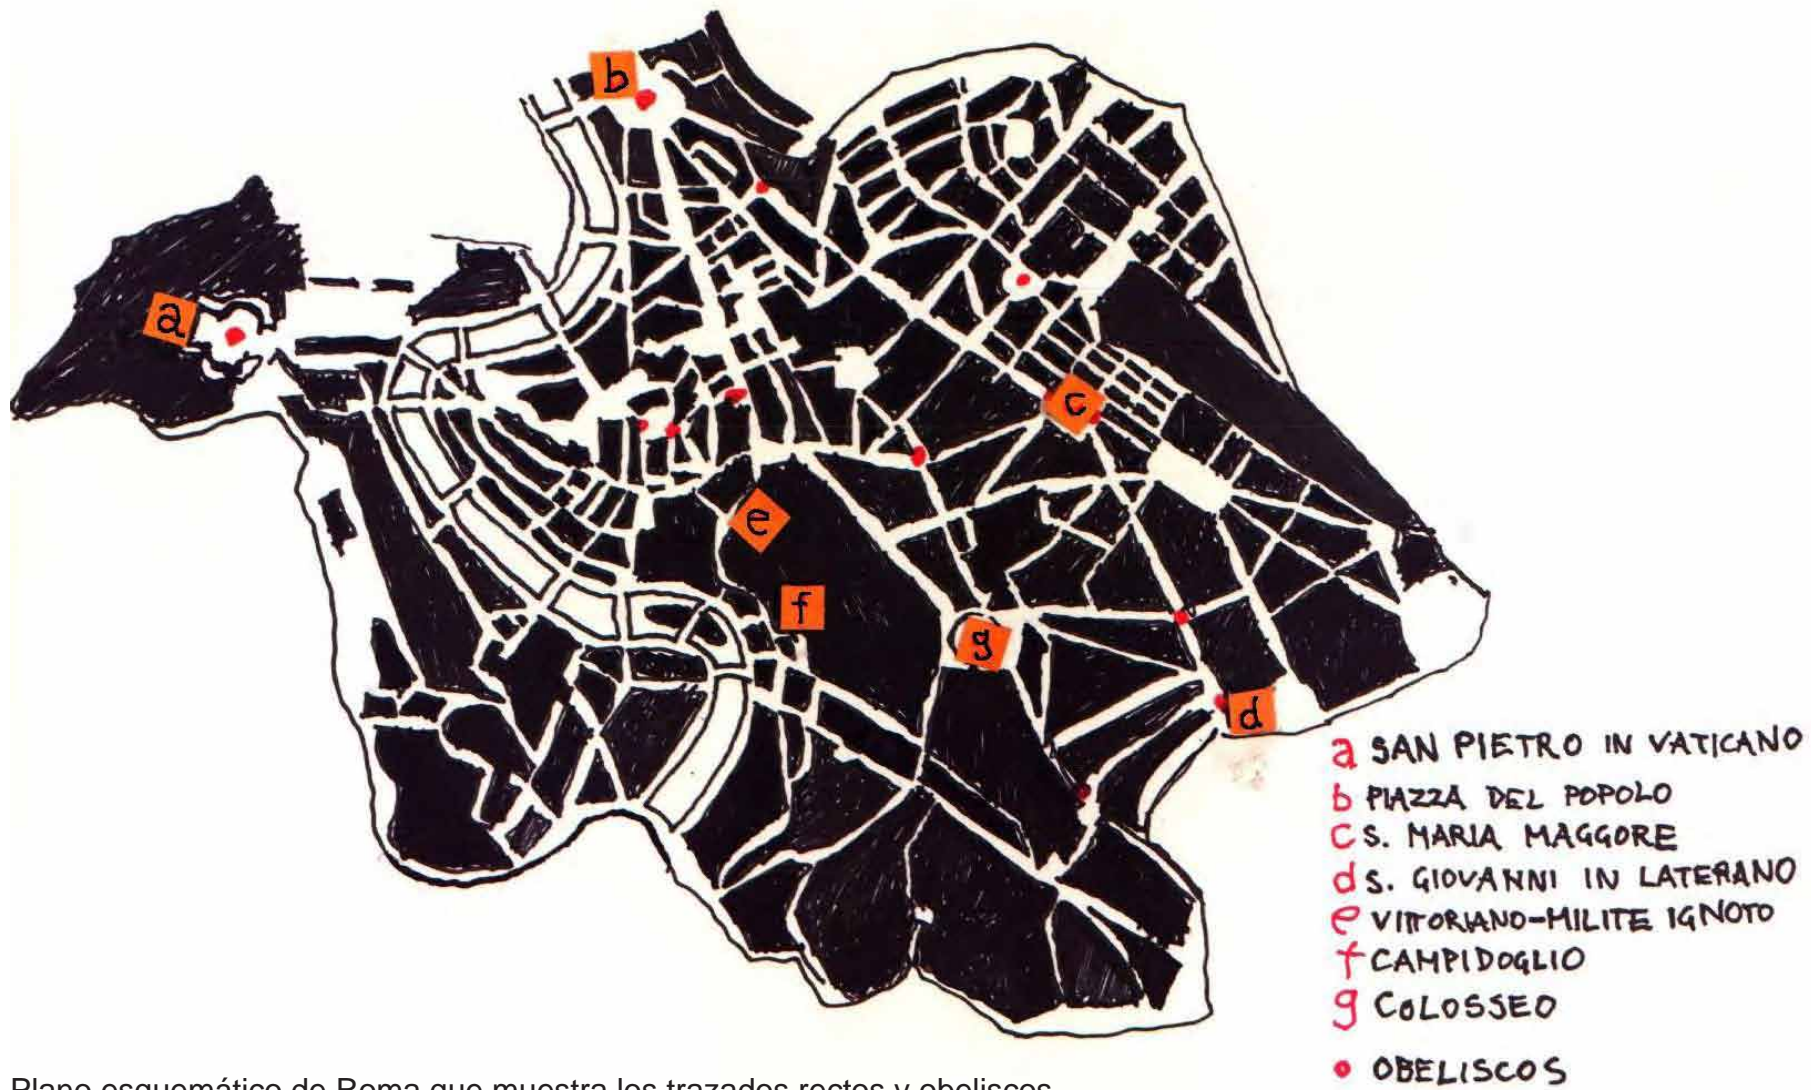 b
a
c
e
f
g
d
a SAN PIETRO IN VATICANO
b PIAZZA DEL POPOLO
c S. MARIA MAGGORE
d S. GIOVANNI IN LATERANO
e VITTORIANO-MILITE IGNOTO
f CAMPIDOGLIO
g COLOSSEO
OBELISCOS
Plano esquemático de Roma que muestra los trazados rectos y obeliscos